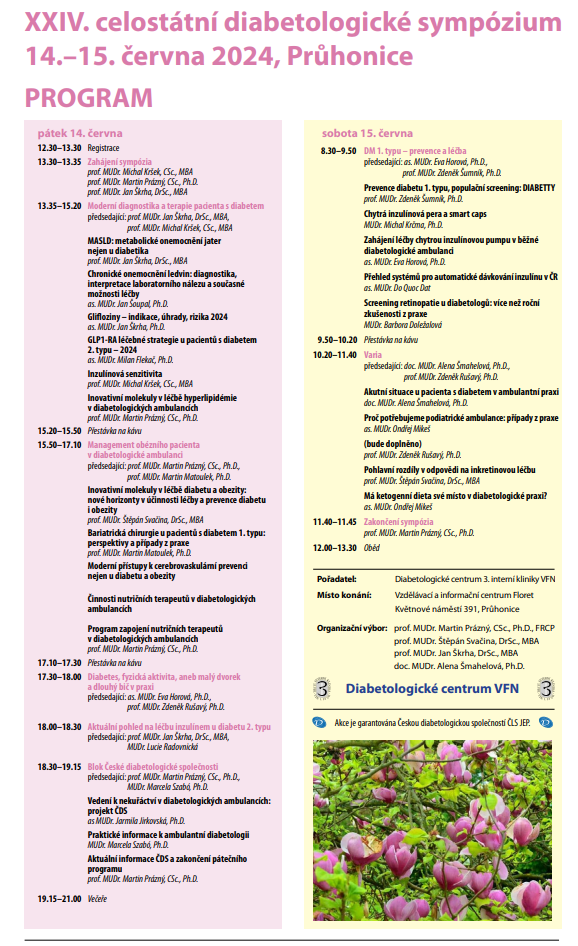 XXIV. celostátní diabetologické sympózium
14.–15. června 2024, Průhonice
PROGRAM
pátek 14. června
12.30–13.30 Registrace
13.30–13.35 Zahájení sympózia
prof. MUDr. Michal Kršek, CSc., MBA
prof. MUDr. Martin Prázný, CSc., Ph.D.
prof. MUDr. Jan Škrha, DrSc., MBA
13.35–15.20 Moderní diagnostika a terapie pacienta s diabetem
předsedající: prof. MUDr. Jan Škrha, DrSc., MBA,
prof. MUDr. Michal Kršek, CSc., MBA
MASLD: metabolické onemocnění jater
nejen u diabetika
prof. MUDr. Jan Škrha, DrSc., MBA
Chronické onemocnění ledvin: diagnostika,
interpretace laboratorního nálezu a současné
možnosti léčby
as. MUDr. Jan Šoupal, Ph.D.
Glifloziny – indikace, úhrady, rizika 2024
as. MUDr. Jan Škrha, Ph.D.
GLP1-RA léčebné strategie u pacientů s diabetem
2. typu – 2024
as. MUDr. Milan Flekač, Ph.D.
Inzulínová senzitivita
prof. MUDr. Michal Kršek, CSc., MBA
Inovativní molekuly v léčbě hyperlipidémie
v diabetologických ambulancích
prof. MUDr. Martin Prázný, CSc., Ph.D.
15.20–15.50 Přestávka na kávu
15.50–17.10 Management obézního pacienta
v diabetologické ambulanci
předsedající: prof. MUDr. Martin Prázný, CSc., Ph.D.,
prof. MUDr. Martin Matoulek, Ph.D.
Inovativní molekuly v léčbě diabetu a obezity:
nové horizonty v účinnosti léčby a prevence diabetu
i obezity
prof. MUDr. Štěpán Svačina, DrSc., MBA
Bariatrická chirurgie u pacientů s diabetem 1. typu:
perspektivy a případy z praxe
prof. MUDr. Martin Matoulek, Ph.D.
Moderní přístupy k cerebrovaskulární prevenci
nejen u diabetu a obezity
Činnosti nutričních terapeutů v diabetologických
ambulancích
Program zapojení nutričních terapeutů
v diabetologických ambulancích
prof. MUDr. Martin Prázný, CSc., Ph.D.
17.10–17.30 Přestávka na kávu
17.30–18.00 Diabetes, fyzická aktivita, aneb malý dvorek
a dlouhý bič v praxi
předsedající: as. MUDr. Eva Horová, Ph.D.,
prof. MUDr. Zdeněk Rušavý, Ph.D.
18.00–18.30 Aktuální pohled na léčbu inzulínem u diabetu 2. typu
předsedající: prof. MUDr. Jan Škrha, DrSc., MBA,
MUDr. Lucie Radovnická
18.30–19.15 Blok České diabetologické společnosti
předsedající: prof. MUDr. Martin Prázný, CSc., Ph.D.,
MUDr. Marcela Szabó, Ph.D.
Vedení k nekuřáctví v diabetologických ambulancích:
projekt ČDS
as MUDr. Jarmila Jirkovská, Ph.D.
Praktické informace k ambulantní diabetologii
MUDr. Marcela Szabó, Ph.D.
Aktuální informace ČDS a zakončení pátečního
programu
prof. MUDr. Martin Prázný, CSc., Ph.D.
19.15–21.00 Večeře
sobota 15. června
8.30–9.50 DM 1. typu – prevence a léčba
předsedající: as. MUDr. Eva Horová, Ph.D.,
prof. MUDr. Zdeněk Šumník, Ph.D.
Prevence diabetu 1. typu, populační screening: DIABETTY
prof. MUDr. Zdeněk Šumník, Ph.D.
Chytrá inzulínová pera a smart caps
MUDr. Michal Krčma, Ph.D.
Zahájení léčby chytrou inzulínovou pumpu v běžné
diabetologické ambulanci
as. MUDr. Eva Horová, Ph.D.
Přehled systémů pro automatické dávkování inzulínu v ČR
as. MUDr. Do Quoc Dat
Screening retinopatie u diabetologů: více než roční
zkušenosti z praxe
MUDr. Barbora Doležalová
9.50–10.20 Přestávka na kávu
10.20–11.40 Varia
předsedající: doc. MUDr. Alena Šmahelová, Ph.D.,
prof. MUDr. Zdeněk Rušavý, Ph.D.
Akutní situace u pacienta s diabetem v ambulantní praxi
doc. MUDr. Alena Šmahelová, Ph.D.
Proč potřebujeme podiatrické ambulance: případy z praxe
as. MUDr. Ondřej Mikeš
(bude doplněno)
prof. MUDr. Zdeněk Rušavý, Ph.D.
Pohlavní rozdíly v odpovědi na inkretinovou léčbu
prof. MUDr. Štěpán Svačina, DrSc., MBA
Má ketogenní dieta své místo v diabetologické praxi?
as. MUDr. Ondřej Mikeš
11.40–11.45 Zakončení sympózia
prof. MUDr. Martin Prázný, CSc., Ph.D.
12.00–13.30 Oběd
Pořadatel: Diabetologické centrum 3. interní kliniky VFN
Místo konání: Vzdělávací a informační centrum Floret
Květnové náměstí 391, Průhonice
Organizační výbor: prof. MUDr. Martin Prázný, CSc., Ph.D., FRCP
prof. MUDr. Štěpán Svačina, DrSc., MBA
prof. MUDr. Jan Škrha, DrSc., MBA
doc. MUDr. Alena Šmahelová, Ph.D.
3 Diabetologické centrum VFN 3
Akce je garantována Českou diabetologickou společností ČLS JEP.